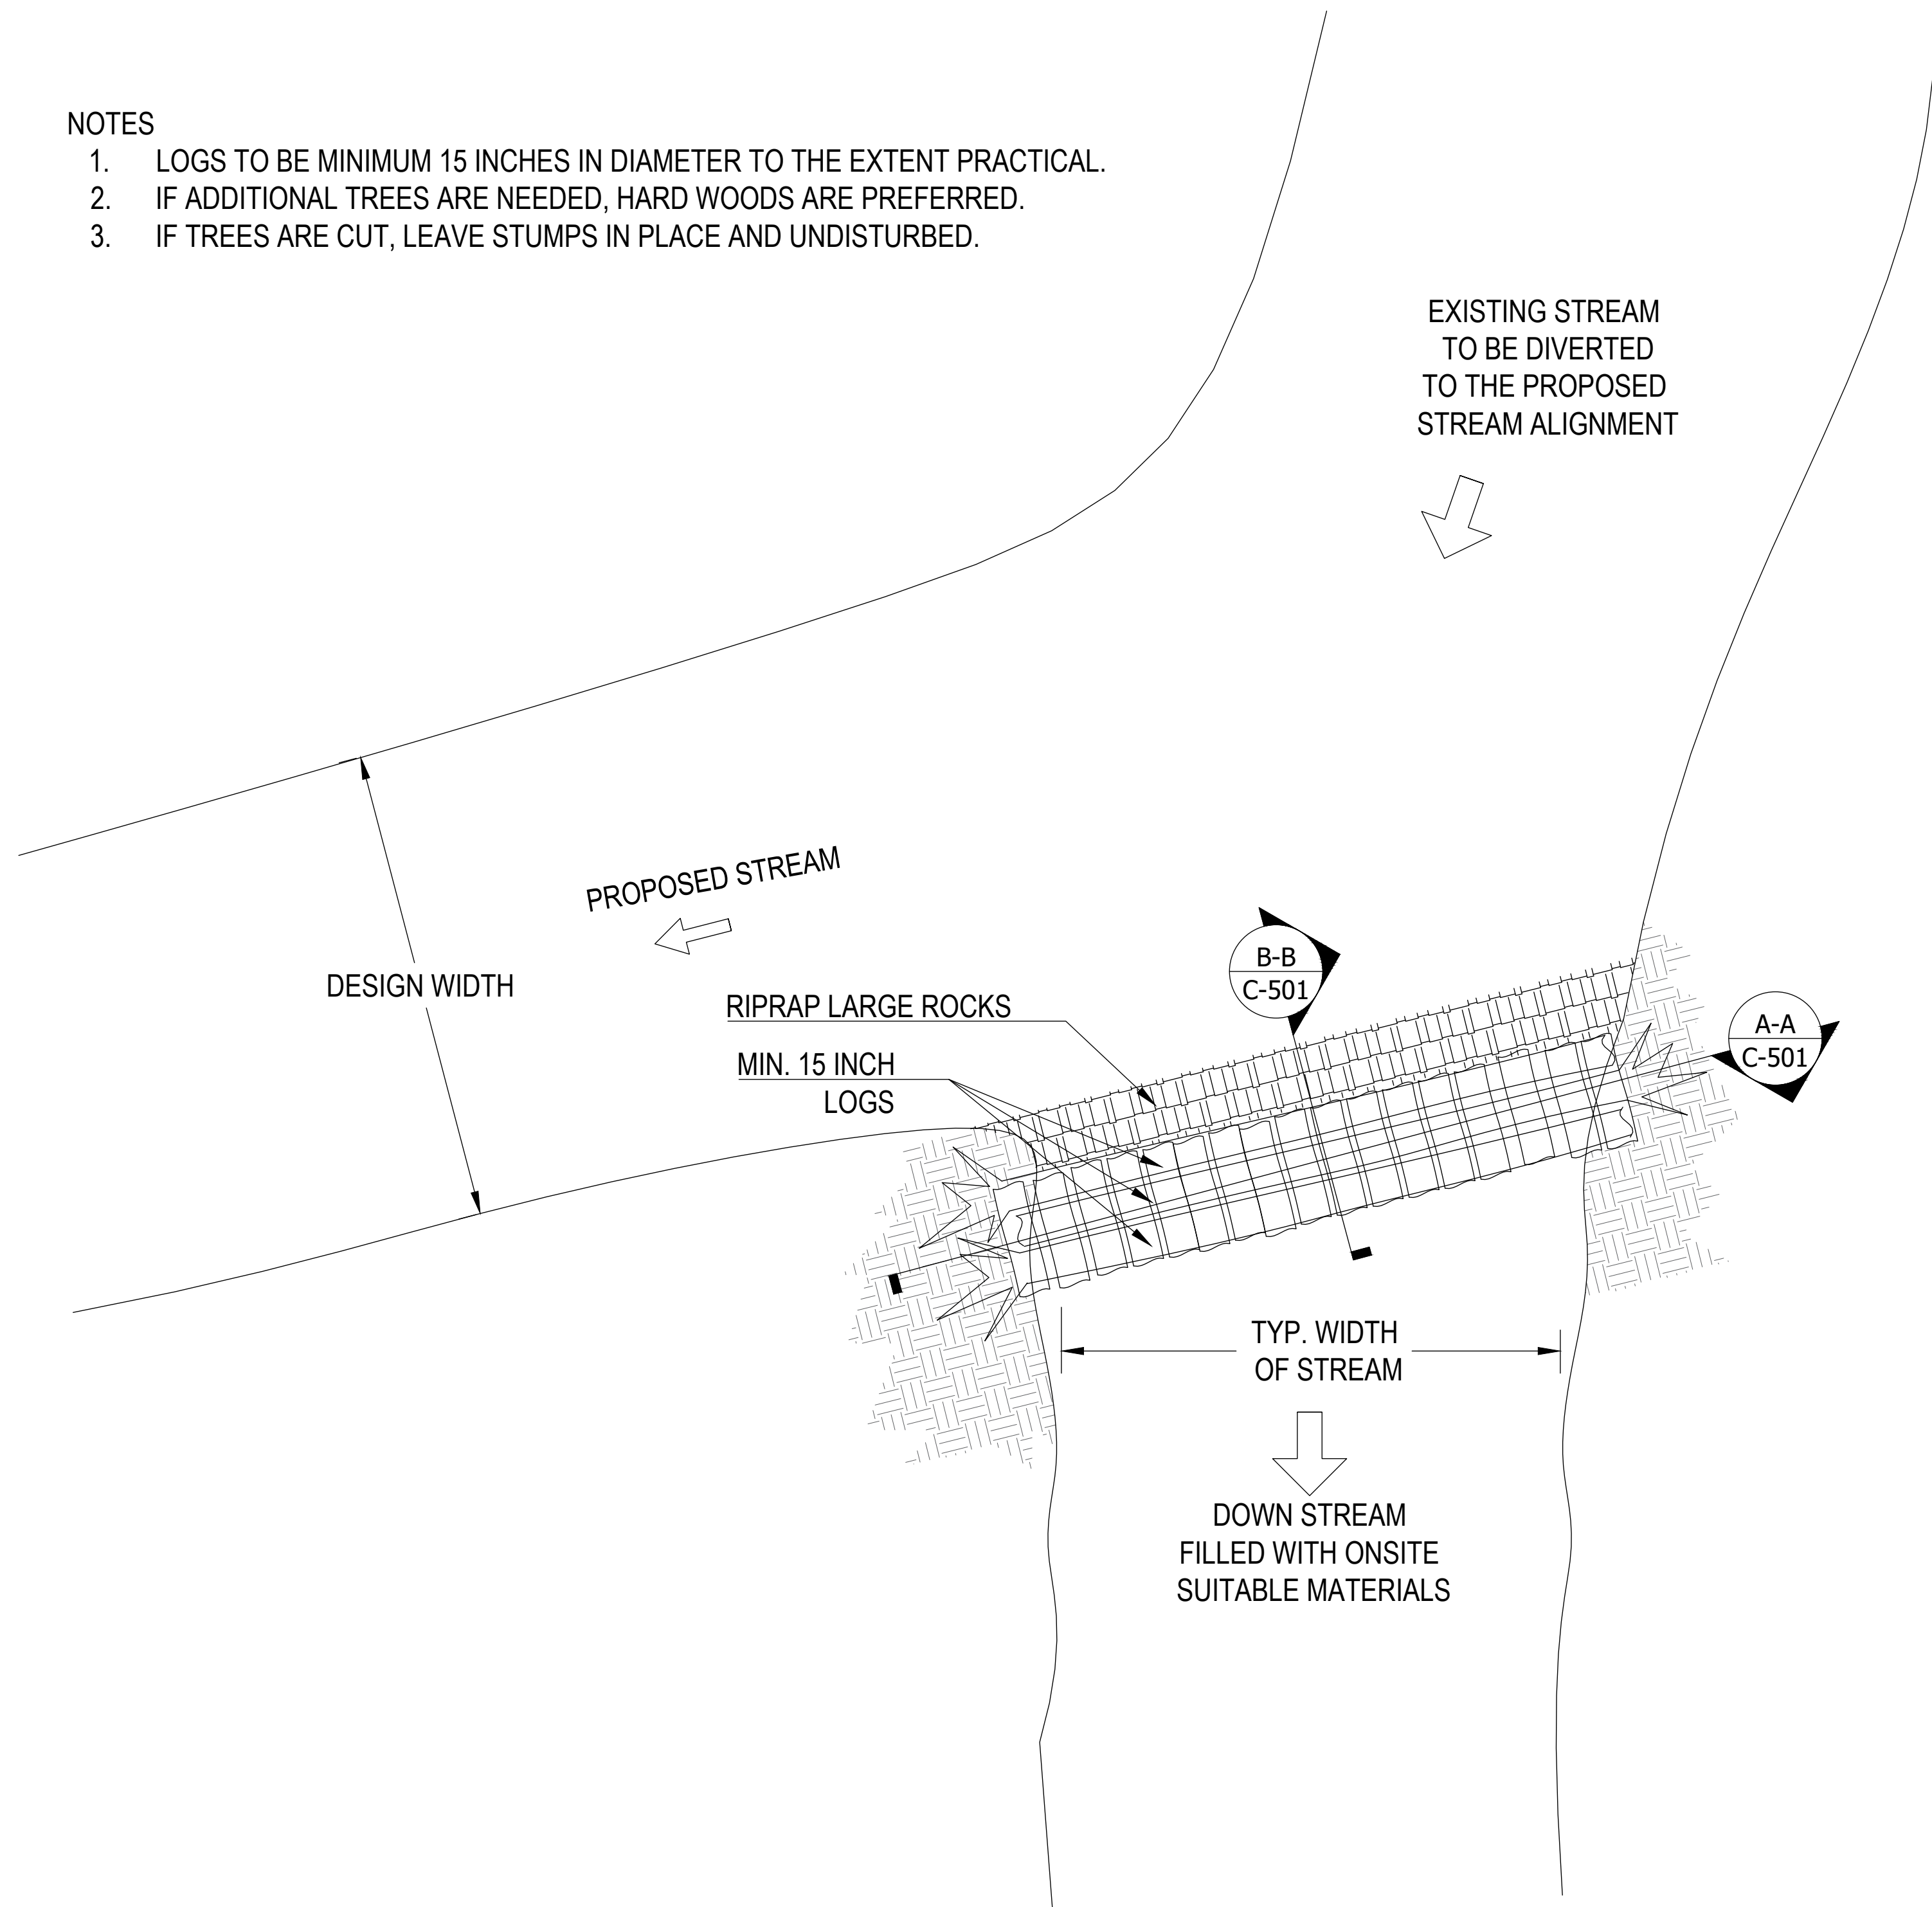 NOTES
1. LOGS TO BE MINIMUM 15 INCHES IN DIAMETER TO THE EXTENT PRACTICAL.
2. IF ADDITIONAL TREES ARE NEEDED, HARD WOODS ARE PREFERRED.
3. IF TREES ARE CUT, LEAVE STUMPS IN PLACE AND UNDISTURBED.
EXISTING STREAM
TO BE DIVERTED
TO THE PROPOSED
STREAM ALIGNMENT
PROPOSED STREAM
DESIGN WIDTH
B-B
C-501
RIPRAP LARGE ROCKS
A-A
C-501
MIN. 15 INCH
LOGS
TYP. WIDTH
OF STREAM
DOWN STREAM
FILLED WITH ONSITE
SUITABLE MATERIALS